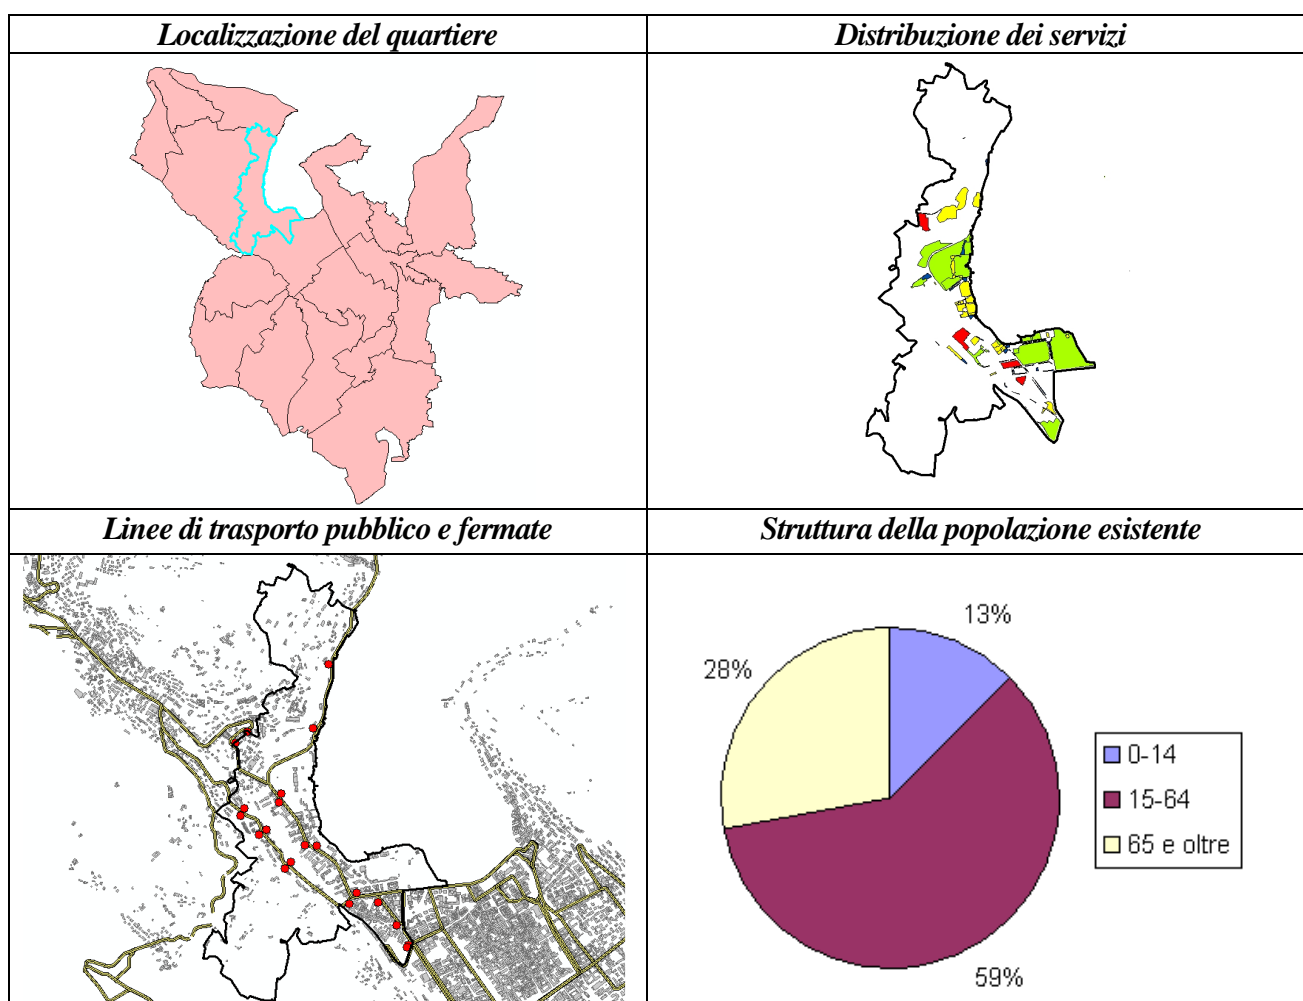 Localizzazione del quartiere
Distribuzione dei servizi
Linee di trasporto pubblico e fermate
Struttura della popolazione esistente
13%
28%
59%
0-14
15-64
65 e oltre